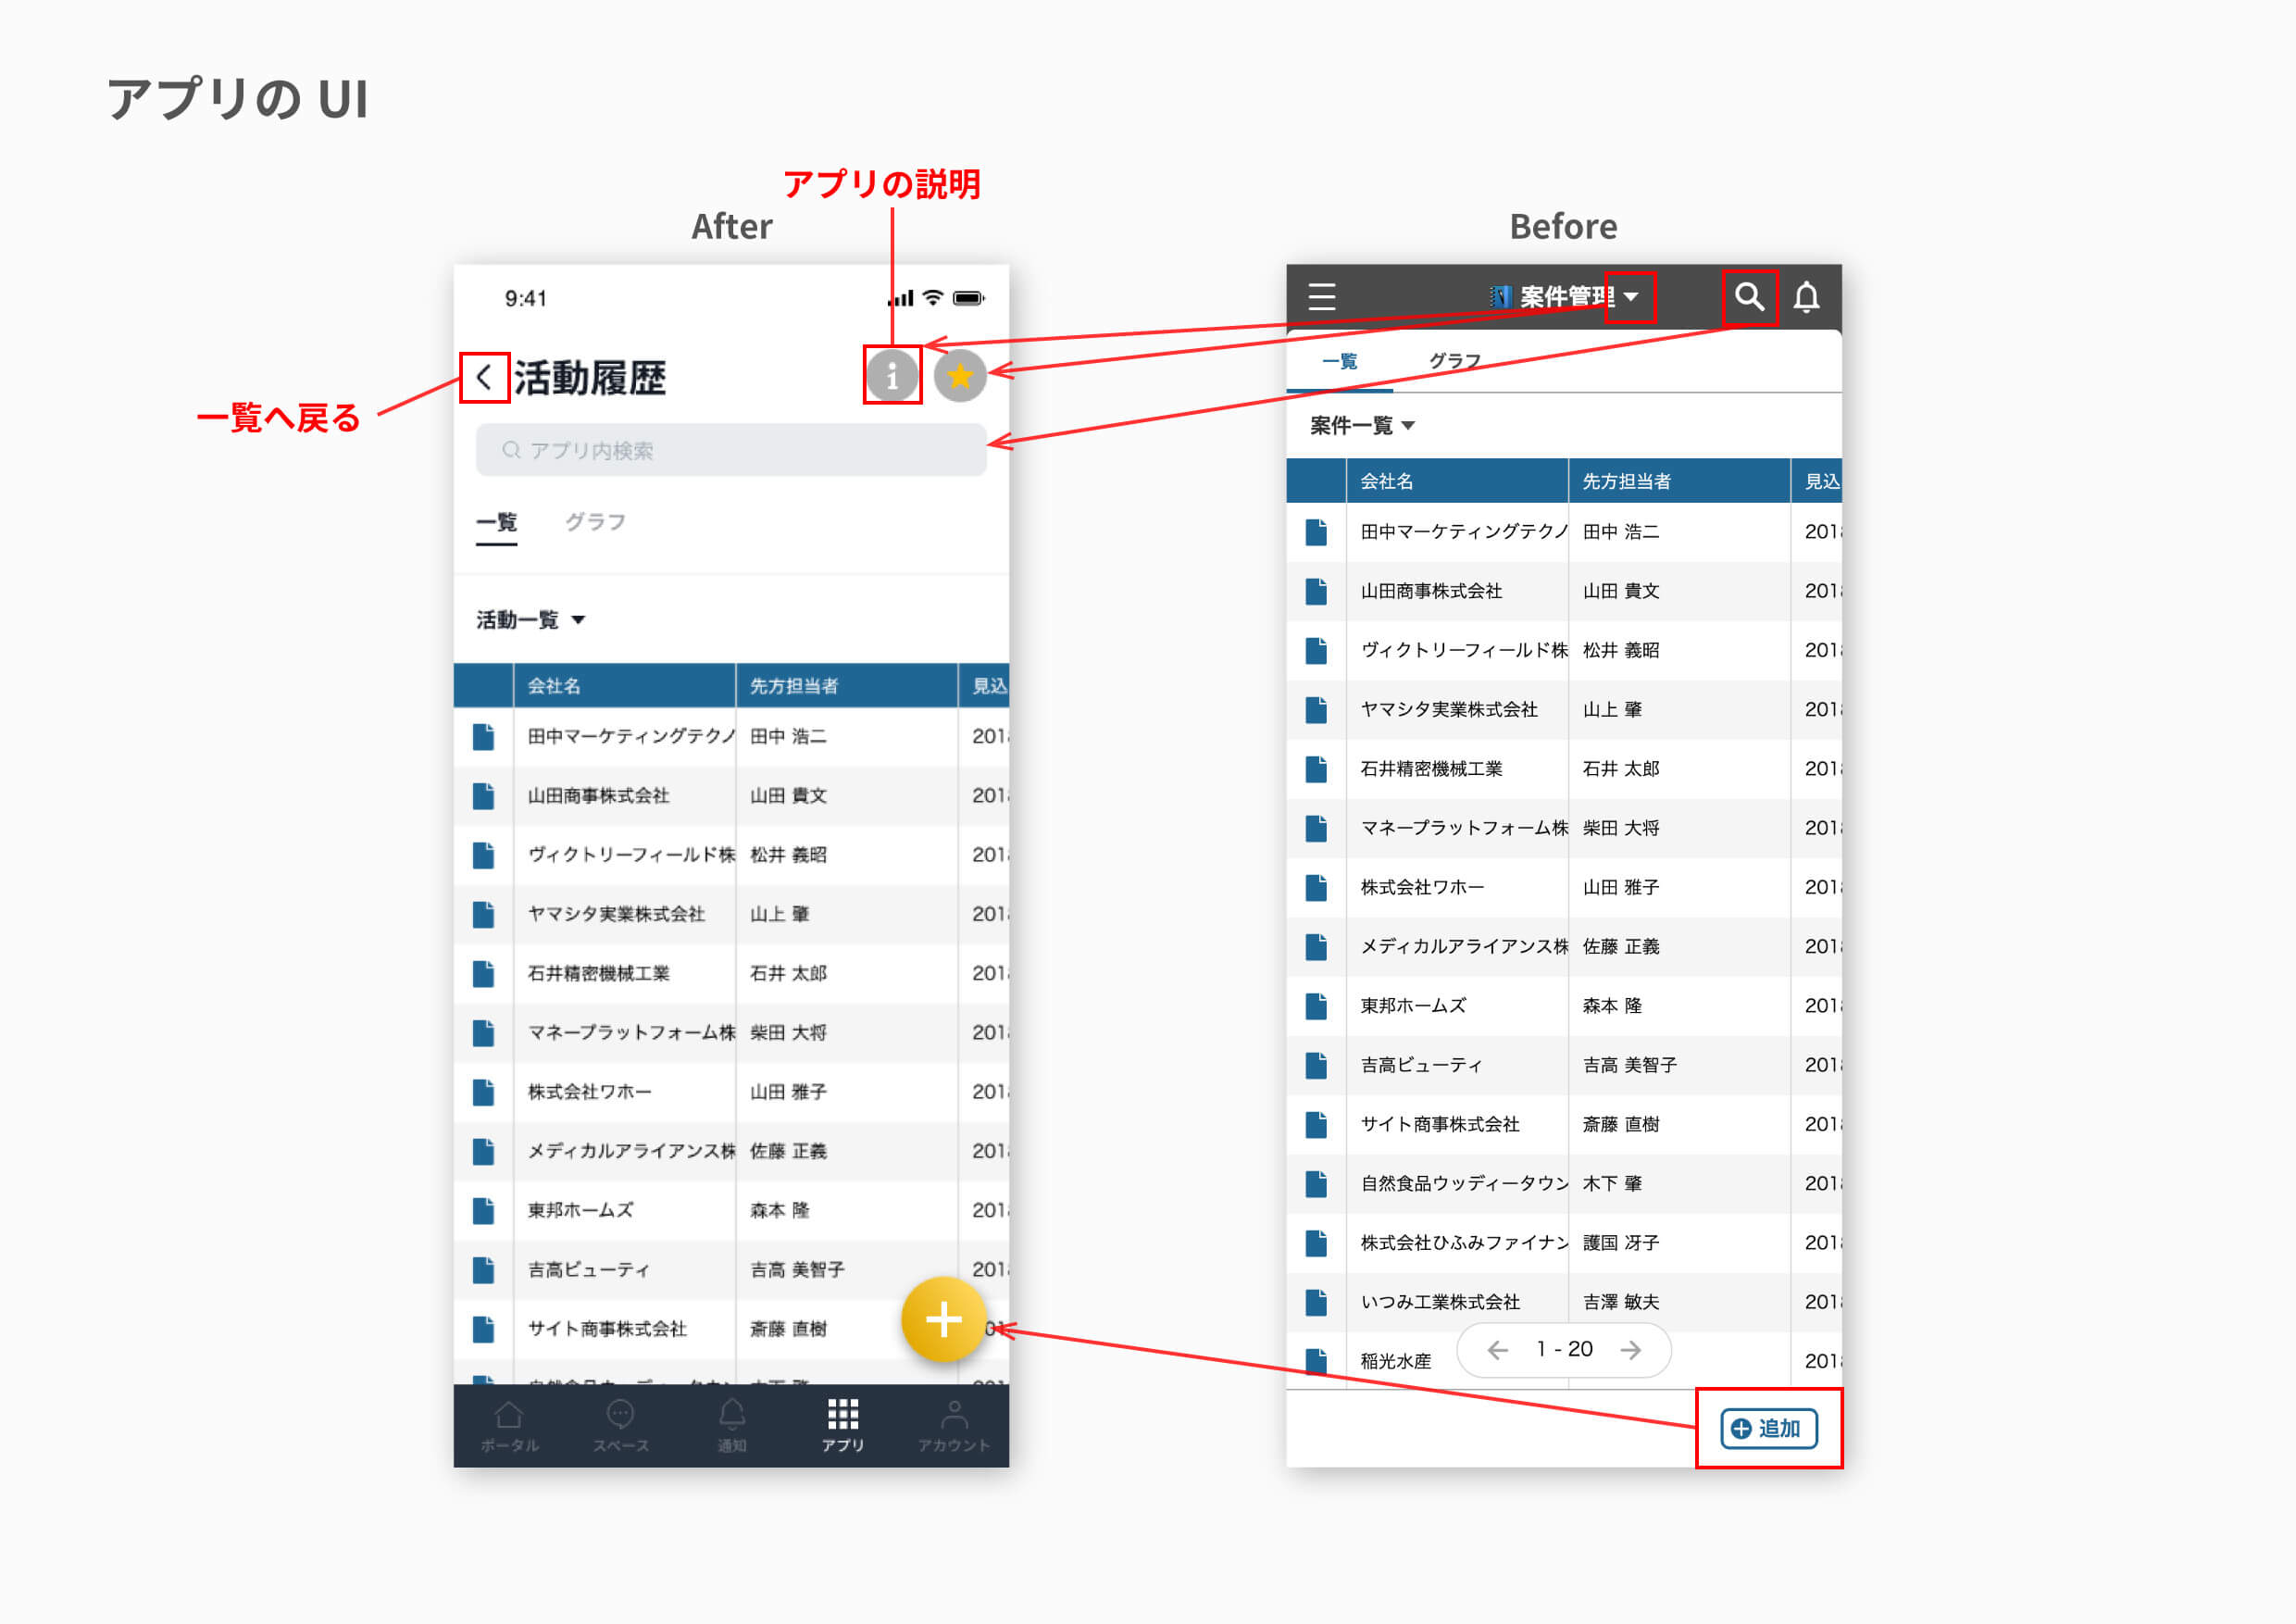 アプリの UI
アプリの説明
After
一覧へ戻る
9:41
活動履歴
アプリ内検索
一覧 グラフ
活動一覧
会社名 先方担当者 見込
田中マーケティングテクノ 田中 浩二 201
山田商事株式会社 山田 貴文 201
ヴィクトリーフィールド株 松井 義昭 201
ヤマシタ実業株式会社 山上 肇 201
石井精密機械工業 石井 太郎 201
マネープラットフォーム株 柴田 大将 201
株式会社ワホー 山田 雅子 201
メディカルアライアンス株 佐藤 正義 201
東邦ホームズ 森本 隆 201
吉高ビューティ 吉高 美智子 201
サイト商事株式会社 斎藤 直樹
ポータル スペース 通知 アプリ アカウント
Before
案件管理
一覧 グラフ
案件一覧
会社名 先方担当者 見込
田中マーケティングテクノ 田中 浩二 201
山田商事株式会社 山田 貴文 201
ヴィクトリーフィールド株 松井 義昭 201
ヤマシタ実業株式会社 山上 肇 201
石井精密機械工業 石井 太郎 201
マネープラットフォーム株 柴田 大将 201
株式会社ワホー 山田 雅子 201
メディカルアライアンス株 佐藤 正義 201
東邦ホームズ 森本 隆 201
吉高ビューティ 吉高 美智子 201
サイト商事株式会社 斎藤 直樹 201
自然食品ウッディータウン 木下 肇 201
株式会社ひふみファイナン 護国 冴子 201
いつみ工業株式会社 吉澤 敏夫 201
稲光水産 201
1 - 20
追加